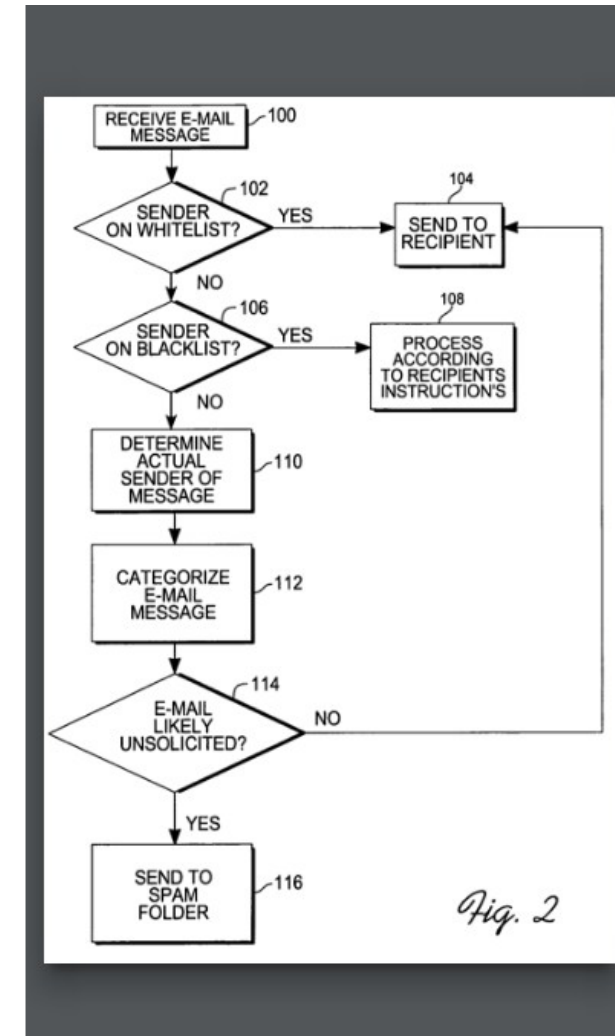 RECEIVE E-MAIL
MESSAGE
100
SENDER
ON WHITELIST?
102
YES
104
SEND TO
RECIPIENT
NO
SENDER
ON BLACKLIST?
106
YES
108
PROCESS
ACCORDING
TO RECIPIENTS
INSTRUCTION'S
NO
DETERMINE
ACTUAL
SENDER OF
MESSAGE
110
CATEGORIZE
E-MAIL
MESSAGE
112
E-MAIL
LIKELY
UNSOLICITED?
114
NO
YES
SEND TO
SPAM
FOLDER
116
Fig. 2